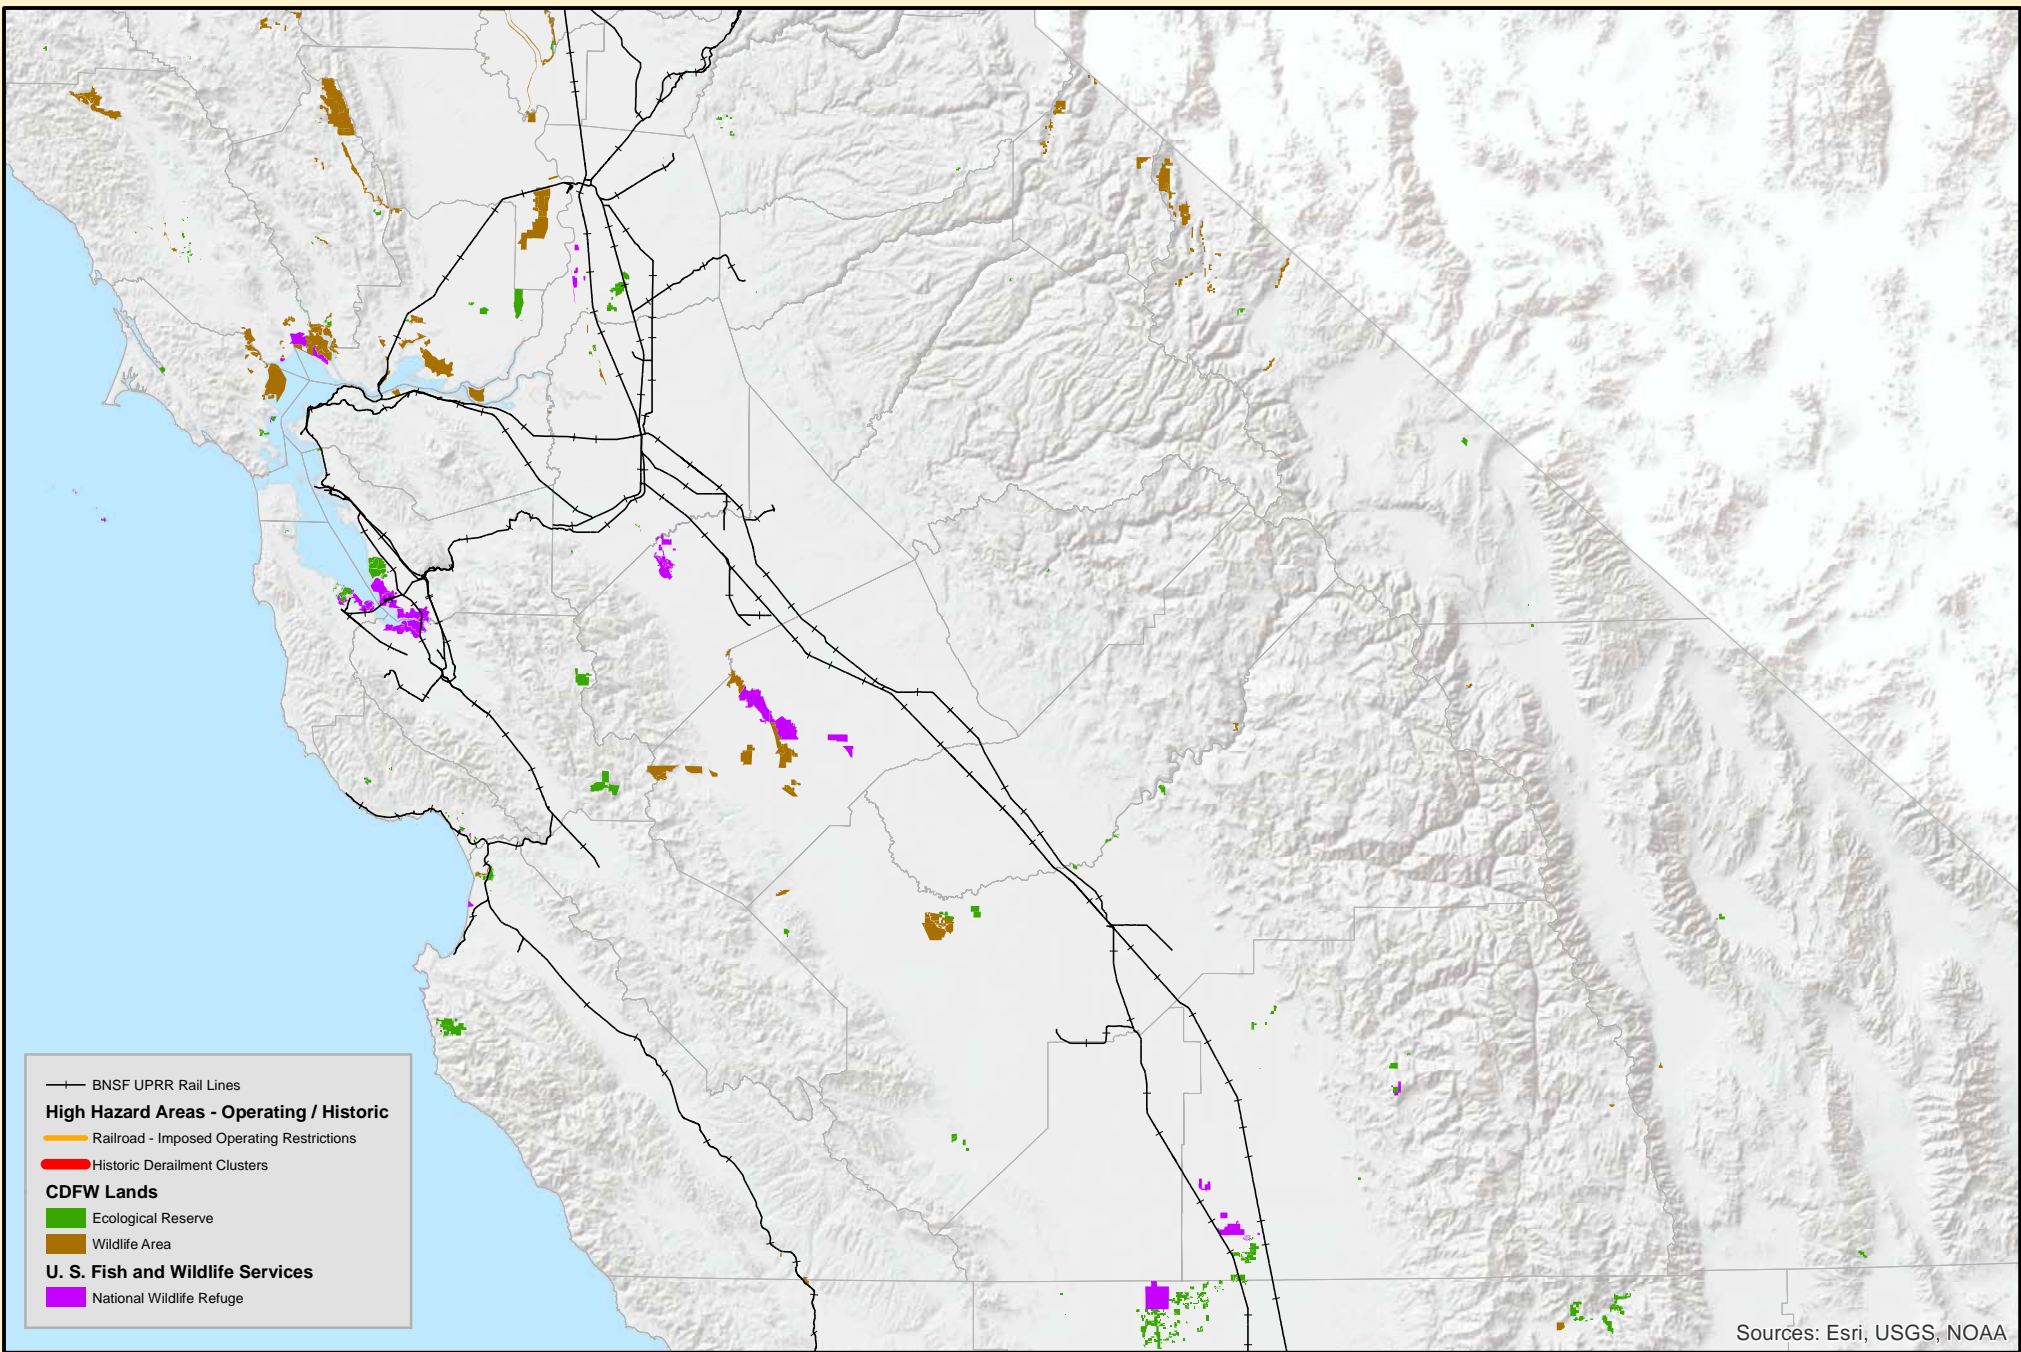 BNSF UPRR Rail Lines
High Hazard Areas - Operating / Historic
Railroad - Imposed Operating Restrictions
Historic Derailment Clusters
CDFW Lands
Ecological Reserve
Wildlife Area
U. S. Fish and Wildlife Services
National Wildlife Refuge
Sources: Esri, USGS, NOAA